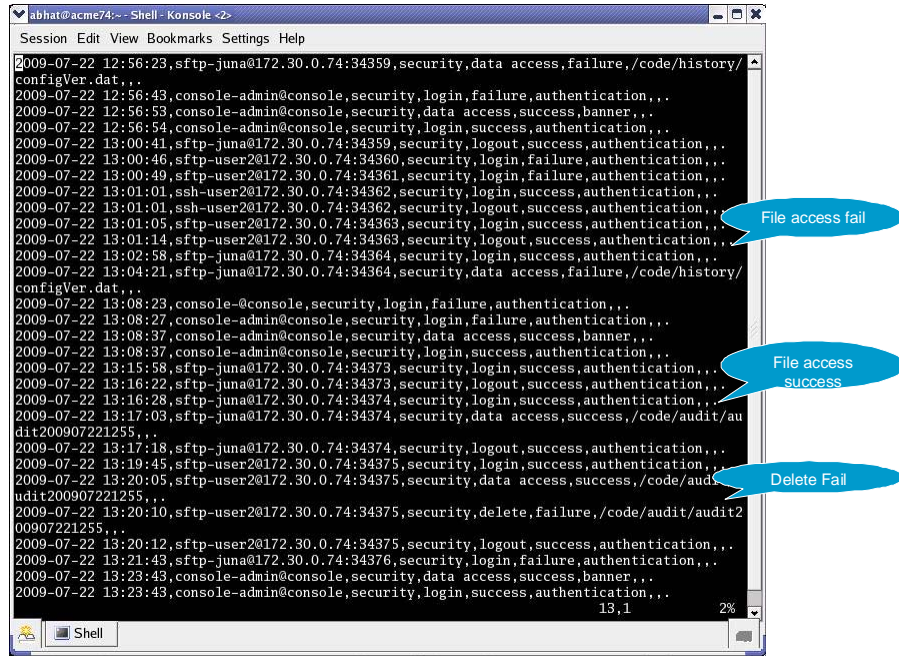 abhat@acme74:~ - Shell - Konsole <2>
Session Edit View Bookmarks Settings Help
2009-07-22 12:56:23,sftp-juna@172.30.0.74:34359,security,data access,failure,/code/history/
configVer.dat,,.
2009-07-22 12:56:43,console-admin@console,security,login,failure,authentication,,.
2009-07-22 12:56:53,console-admin@console,security,data access,success,banner,,.
2009-07-22 12:56:54,console-admin@console,security,login,success,authentication,,.
2009-07-22 13:00:41,sftp-juna@172.30.0.74:34359,security,logout,success,authentication,,.
2009-07-22 13:00:46,sftp-user2@172.30.0.74:34360,security,login,failure,authentication,,.
2009-07-22 13:00:49,sftp-user2@172.30.0.74:34361,security,login,failure,authentication,,.
2009-07-22 13:01:01,ssh-user2@172.30.0.74:34362,security,login,success,authentication,,.
2009-07-22 13:01:01,ssh-user2@172.30.0.74:34362,security,logout,success,authentication,,.
2009-07-22 13:01:05,sftp-user2@172.30.0.74:34363,security,login,success,authentication,,.
2009-07-22 13:01:14,sftp-user2@172.30.0.74:34363,security,logout,success,authentication,,.
2009-07-22 13:02:58,sftp-juna@172.30.0.74:34364,security,login,success,authentication,,.
2009-07-22 13:04:21,sftp-juna@172.30.0.74:34364,security,data access,failure,/code/history/
configVer.dat,,.
2009-07-22 13:08:23,console-@console,security,login,failure,authentication,,.
2009-07-22 13:08:27,console-admin@console,security,login,failure,authentication,,.
2009-07-22 13:08:37,console-admin@console,security,data access,success,banner,,.
2009-07-22 13:08:37,console-admin@console,security,login,success,authentication,,.
2009-07-22 13:15:58,sftp-juna@172.30.0.74:34373,security,login,success,authentication,,.
2009-07-22 13:16:22,sftp-juna@172.30.0.74:34373,security,logout,success,authentication,,.
2009-07-22 13:16:28,sftp-juna@172.30.0.74:34374,security,login,success,authentication,,.
2009-07-22 13:17:03,sftp-juna@172.30.0.74:34374,security,data access,success,/code/audit/au
dit200907221255,,.
2009-07-22 13:17:18,sftp-juna@172.30.0.74:34374,security,logout,success,authentication,,.
2009-07-22 13:19:45,sftp-user2@172.30.0.74:34375,security,login,success,authentication,,.
2009-07-22 13:20:05,sftp-user2@172.30.0.74:34375,security,data access,success,/code/aud
udit200907221255,,.
2009-07-22 13:20:10,sftp-user2@172.30.0.74:34375,security,delete,failure,/code/audit/audit2
00907221255,,.
2009-07-22 13:20:12,sftp-user2@172.30.0.74:34375,security,logout,success,authentication,,.
2009-07-22 13:21:43,sftp-juna@172.30.0.74:34376,security,login,failure,authentication,,.
2009-07-22 13:23:43,console-admin@console,security,data access,success,banner,,.
2009-07-22 13:23:43,console-admin@console,security,login,success,authentication,,.
13,1 2%
Shell
File access fail
File access
success
Delete Fail